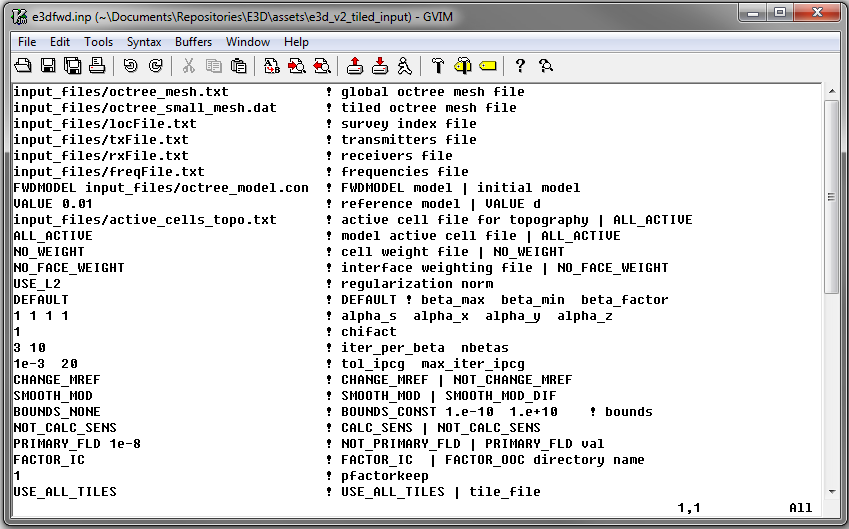 e3dfwd.inp (~\Documents\Repositories\E3D\assets\e3d_v2_tiled_input) - GVIM
File Edit Tools Syntax Buffers Window Help
input_files/octree_mesh.txt ! global octree mesh file
input_files/octree_small_mesh.dat ! tiled octree mesh file
input_files/locFile.txt ! survey index file
input_files/txFile.txt ! transmitters file
input_files/rxFile.txt ! receivers file
input_files/freqFile.txt ! frequencies file
FWDMODEL input_files/octree_model.con ! FWDMODEL model | initial model
VALUE 0.01 ! reference model | VALUE d
input_files/active_cells_topo.txt ! active cell file for topography | ALL_ACTIVE
ALL_ACTIVE ! model active cell file | ALL_ACTIVE
NO_WEIGHT ! cell weight file | NO_WEIGHT
NO_FACE_WEIGHT ! interface weighting file | NO_FACE_WEIGHT
USE_L2 ! regularization norm
DEFAULT ! DEFAULT ! beta_max beta_min beta_factor
1 1 1 1 ! alpha_s alpha_x alpha_y alpha_z
1 ! chifact
3 10 ! iter_per_beta nbetas
1e-3 20 ! tol_ipcg max_iter_ipcg
CHANGE_MREF ! CHANGE_MREF | NOT_CHANGE_MREF
SMOOTH_MOD ! SMOOTH_MOD | SMOOTH_MOD_DIF
BOUNDS_NONE ! BOUNDS_CONST 1.e-10 1.e+10 ! bounds
NOT_CALC_SENS ! CALC_SENS | NOT_CALC_SENS
PRIMARY_FLD 1e-8 ! NOT_PRIMARY_FLD | PRIMARY_FLD val
FACTOR_IC ! FACTOR_IC | FACTOR_OOC directory name
1 ! pfactorkeep
USE_ALL_TILES ! USE_ALL_TILES | tile_file
1,1 All